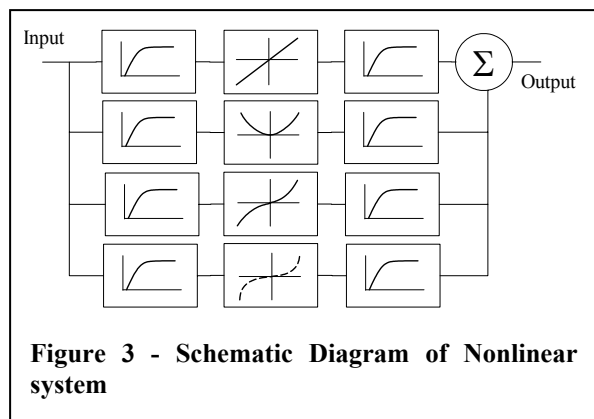 Input
Σ
Output
Figure 3 - Schematic Diagram of Nonlinear
system